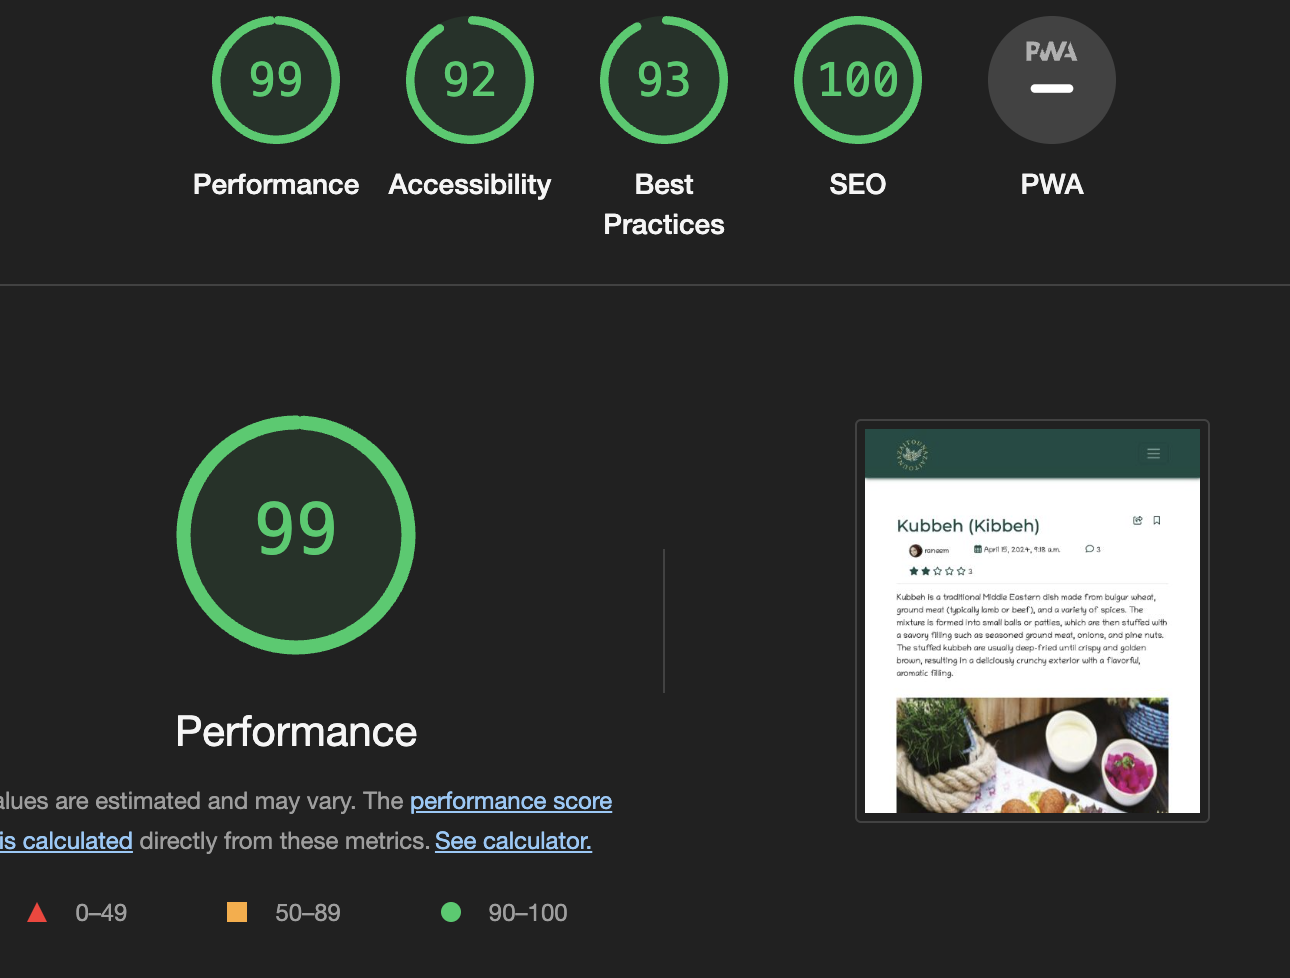 99
92
93
100
PWA
Performance
Accessibility
Best
Practices
SEO
PWA
99
Performance
alues are estimated and may vary. The performance score
is calculated directly from these metrics. See calculator.
0–49
50–89
90–100
ZAITOUNA ZAITOUNA
Kubbeh (Kibbeh)
raneem
April 15, 2024, 9:18 a.m.
3
3
Kubbeh is a traditional Middle Eastern dish made from bulgur wheat,
ground meat (typically lamb or beef), and a variety of spices. The
mixture is formed into small balls or patties, which are then stuffed with
a savory filling such as seasoned ground meat, onions, and pine nuts.
The stuffed kubbeh are usually deep-fried until crispy and golden
brown, resulting in a deliciously crunchy exterior with a flavorful,
aromatic filling.